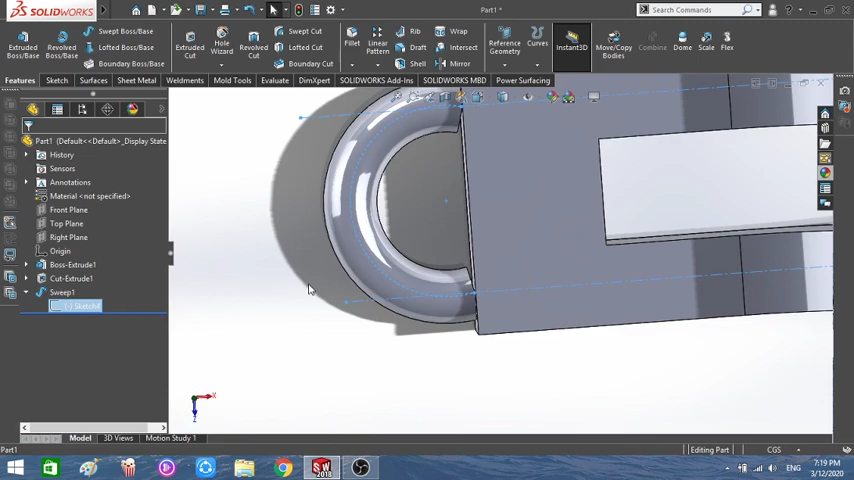 SOLIDWORKS
Part1 *
Search Commands
Extruded Boss/Base
Revolved Boss/Base
Swept Boss/Base
Lofted Boss/Base
Boundary Boss/Base
Extruded Cut
Hole Wizard
Revolved Cut
Swept Cut
Lofted Cut
Boundary Cut
Fillet
Linear Pattern
Rib
Draft
Shell
Wrap
Intersect
Mirror
Reference Geometry
Curves
Instant3D
Move/Copy Bodies
Combine
Dome
Scale
Flex
Features
Sketch
Surfaces
Sheet Metal
Weldments
Mold Tools
Evaluate
DimXpert
SOLIDWORKS Add-Ins
SOLIDWORKS MBD
Power Surfacing
Part1 (Default<<Default>_Display State
History
Sensors
Annotations
Material <not specified>
Front Plane
Top Plane
Right Plane
Origin
Boss-Extrude1
Cut-Extrude1
Sweep1
(-) Sketch4
X
Z
Model
3D Views
Motion Study 1
Part1
Editing Part
CGS
SW
2018
ENG
7:19 PM
3/12/2020